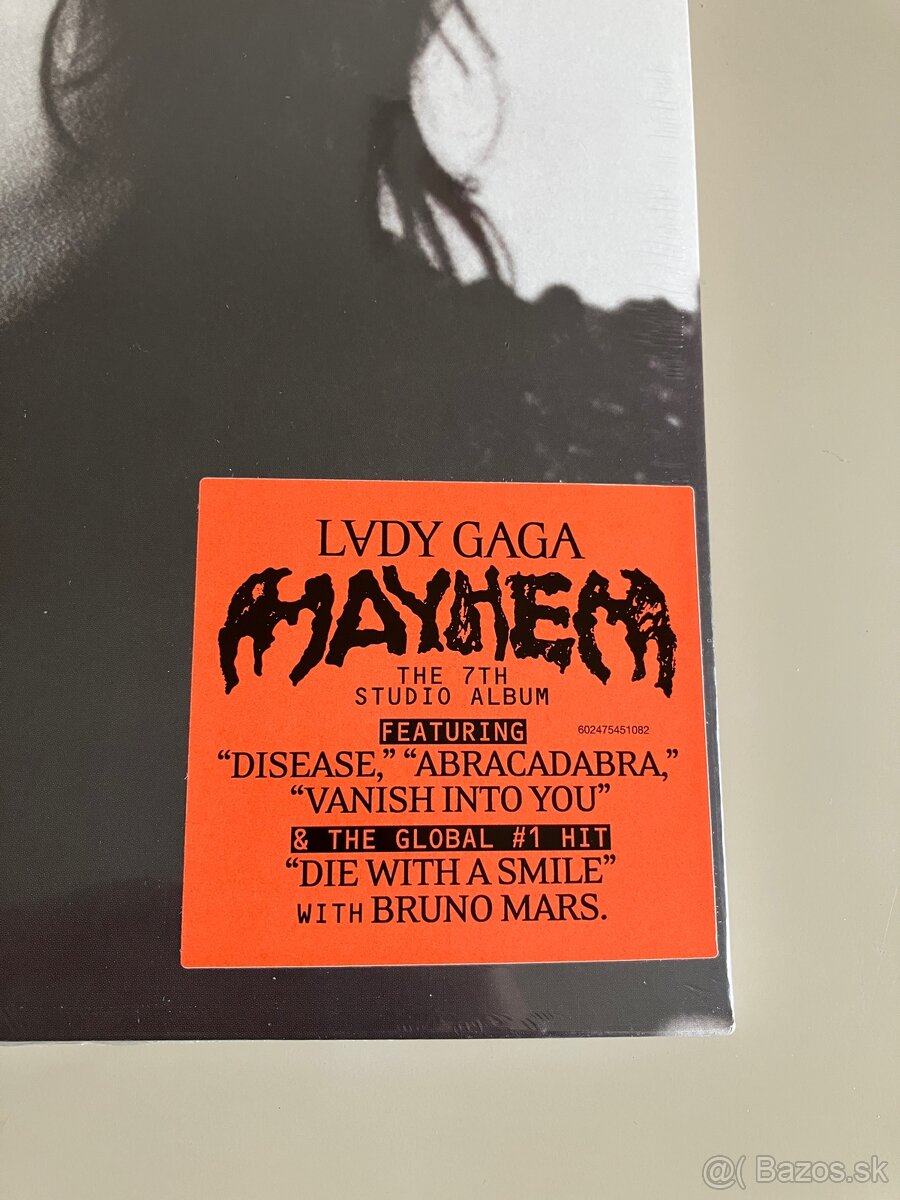 L∀DY GAGA
MAYHEM
THE 7TH
STUDIO ALBUM
FEATURING
602475451082
“DISEASE,” “ABRACADABRA,”
“VANISH INTO YOU”
& THE GLOBAL #1 HIT
“DIE WITH A SMILE”
WITH BRUNO MARS.
@( Bazos.sk